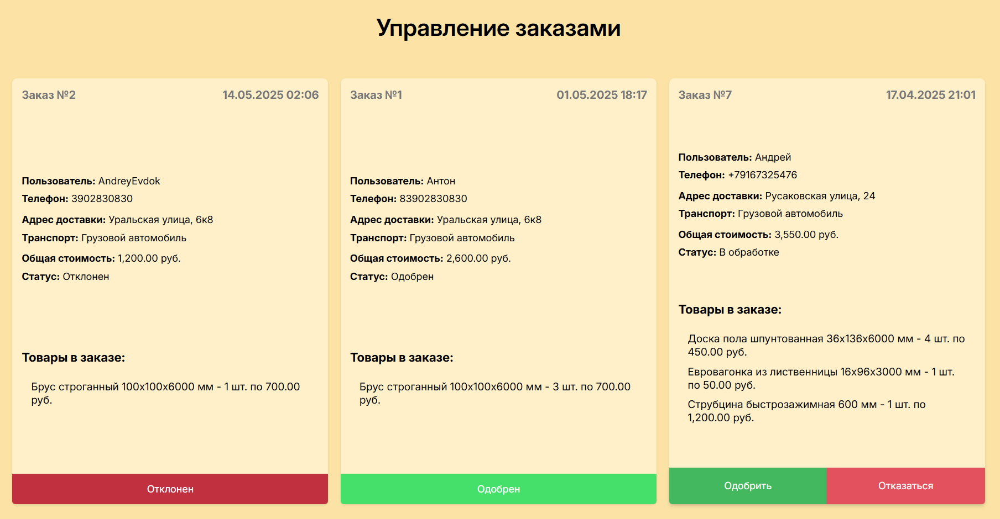 Управление заказами
Заказ №2
14.05.2025 02:06
Пользователь: AndreyEvdok
Телефон: 3902830830
Адрес доставки: Уральская улица, 6к8
Транспорт: Грузовой автомобиль
Общая стоимость: 1,200.00 руб.
Статус: Отклонен
Товары в заказе:
Брус строганный 100х100х6000 мм - 1 шт. по 700.00
руб.
Отклонен
Заказ №1
01.05.2025 18:17
Пользователь: Антон
Телефон: 83902830830
Адрес доставки: Уральская улица, 6к8
Транспорт: Грузовой автомобиль
Общая стоимость: 2,600.00 руб.
Статус: Одобрен
Товары в заказе:
Брус строганный 100х100х6000 мм - 3 шт. по 700.00
руб.
Одобрен
Заказ №7
17.04.2025 21:01
Пользователь: Андрей
Телефон: +79167325476
Адрес доставки: Русаковская улица, 24
Транспорт: Грузовой автомобиль
Общая стоимость: 3,550.00 руб.
Статус: В обработке
Товары в заказе:
Доска пола шпунтованная 36х136х6000 мм - 4 шт. по
450.00 руб.
Евровагонка из лиственницы 16х96х3000 мм - 1 шт.
по 50.00 руб.
Струбцина быстрозажимная 600 мм - 1 шт. по
1,200.00 руб.
Одобрить
Отказаться